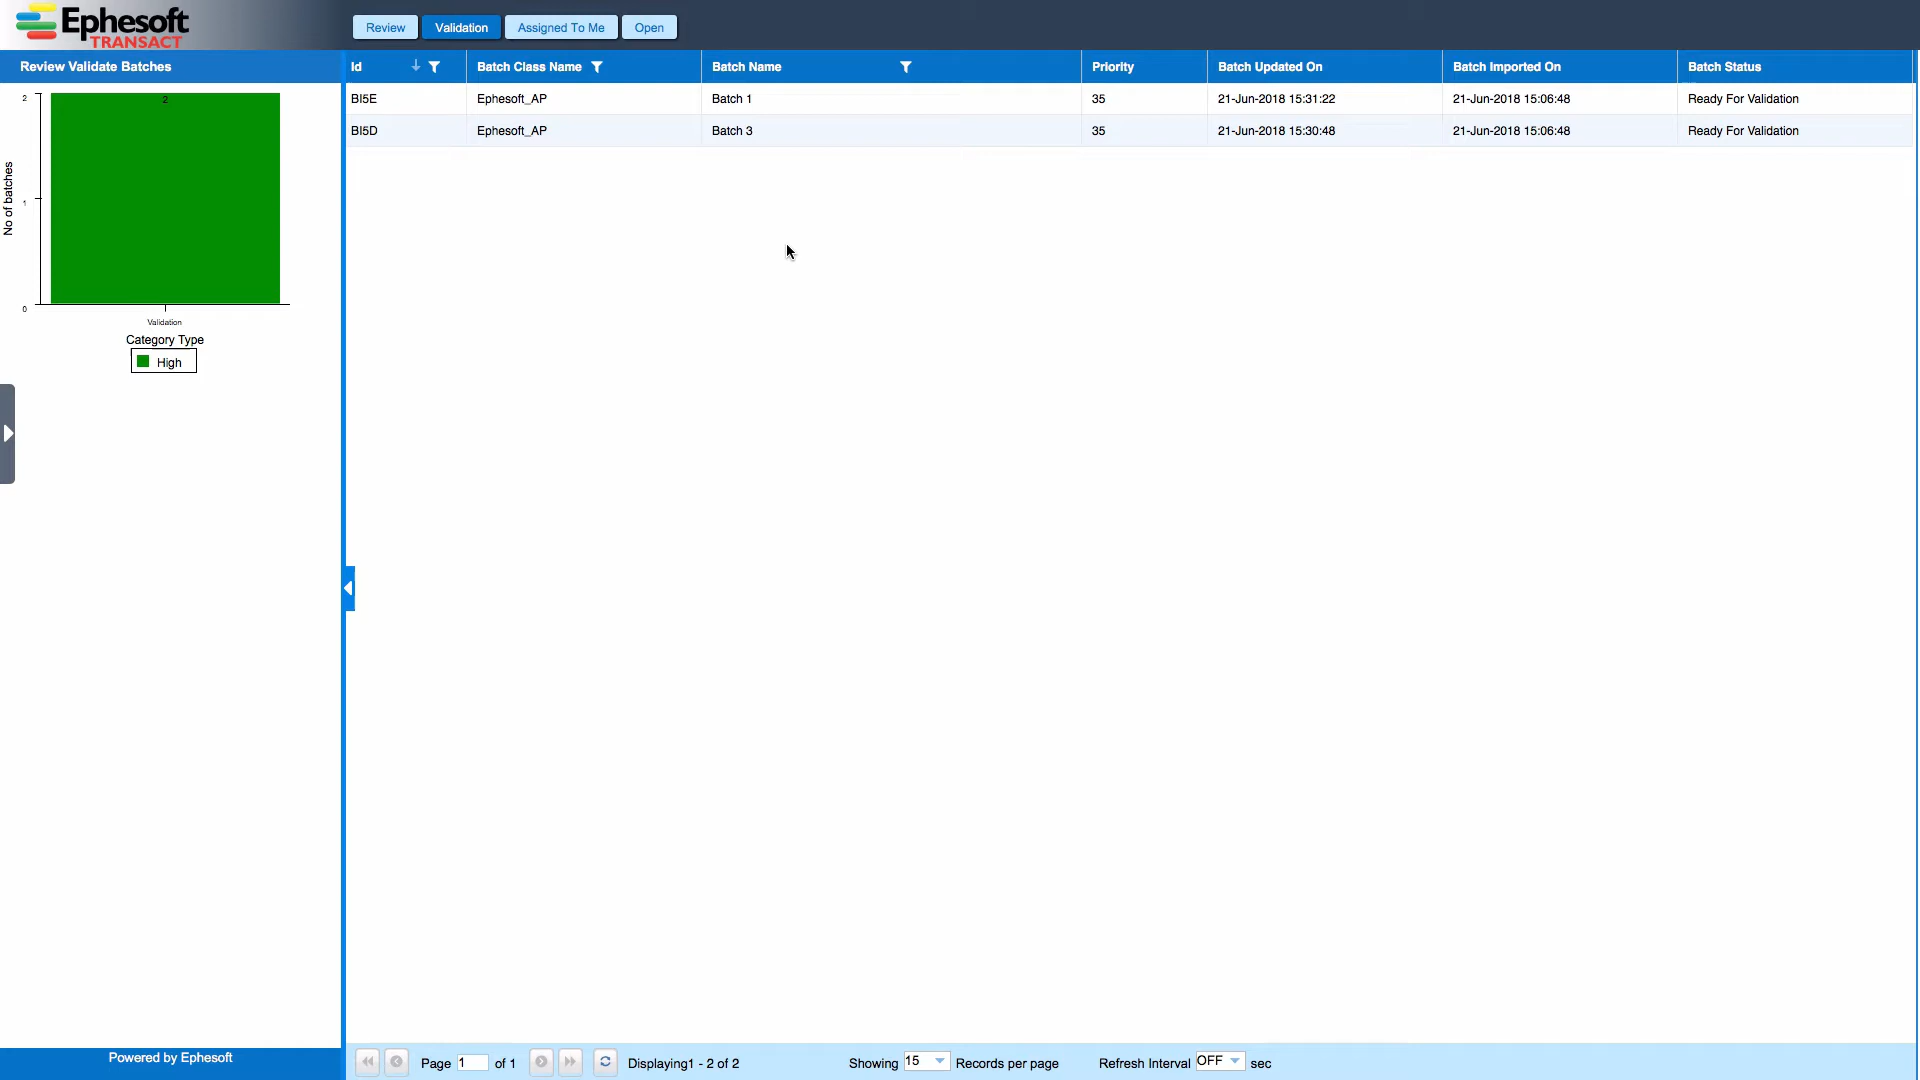 Ephesoft
TRANSACT
Review Validation Assigned To Me Open
Review Validate Batches
Id Batch Class Name Batch Name Priority Batch Updated On Batch Imported On Batch Status
BI5E Ephesoft_AP Batch 1 35 21-Jun-2018 15:31:22 21-Jun-2018 15:06:48 Ready For Validation
BI5D Ephesoft_AP Batch 3 35 21-Jun-2018 15:30:48 21-Jun-2018 15:06:48 Ready For Validation
2
2
No of batches
1
0
Validation
Category Type
High
Powered by Ephesoft
Page 1 of 1 Displaying1 - 2 of 2 Showing 15 Records per page Refresh Interval OFF sec